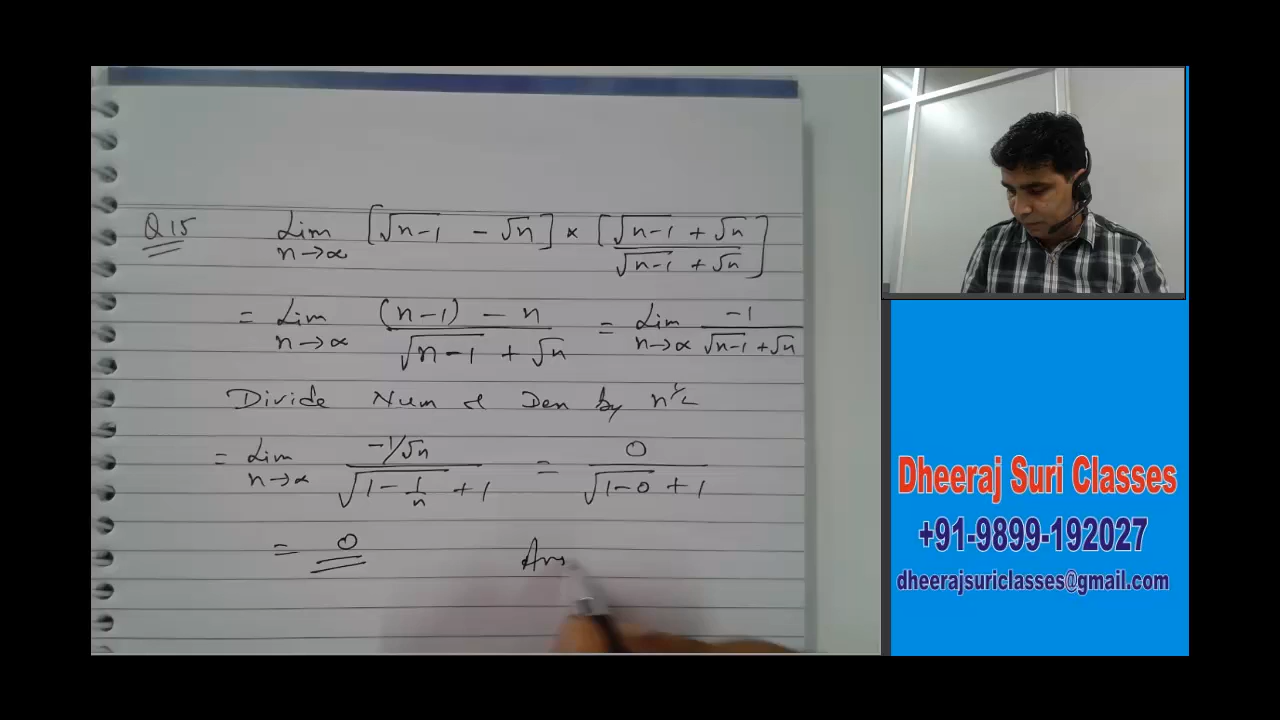 Q15 Lim n→∞ [√n-1 - √n] × [√n-1 + √n / √n-1 + √n]
= Lim n→∞ (n-1) - n / √n-1 + √n = Lim n→∞ -1 / √n-1 + √n
Divide Num & Den by n½
= Lim n→∞ -1/√n / √1 - 1/n + 1 = 0 / √1-0 + 1
= 0 Ans
Dheeraj Suri Classes
+91-9899-192027
dheerajsuriclasses@gmail.com